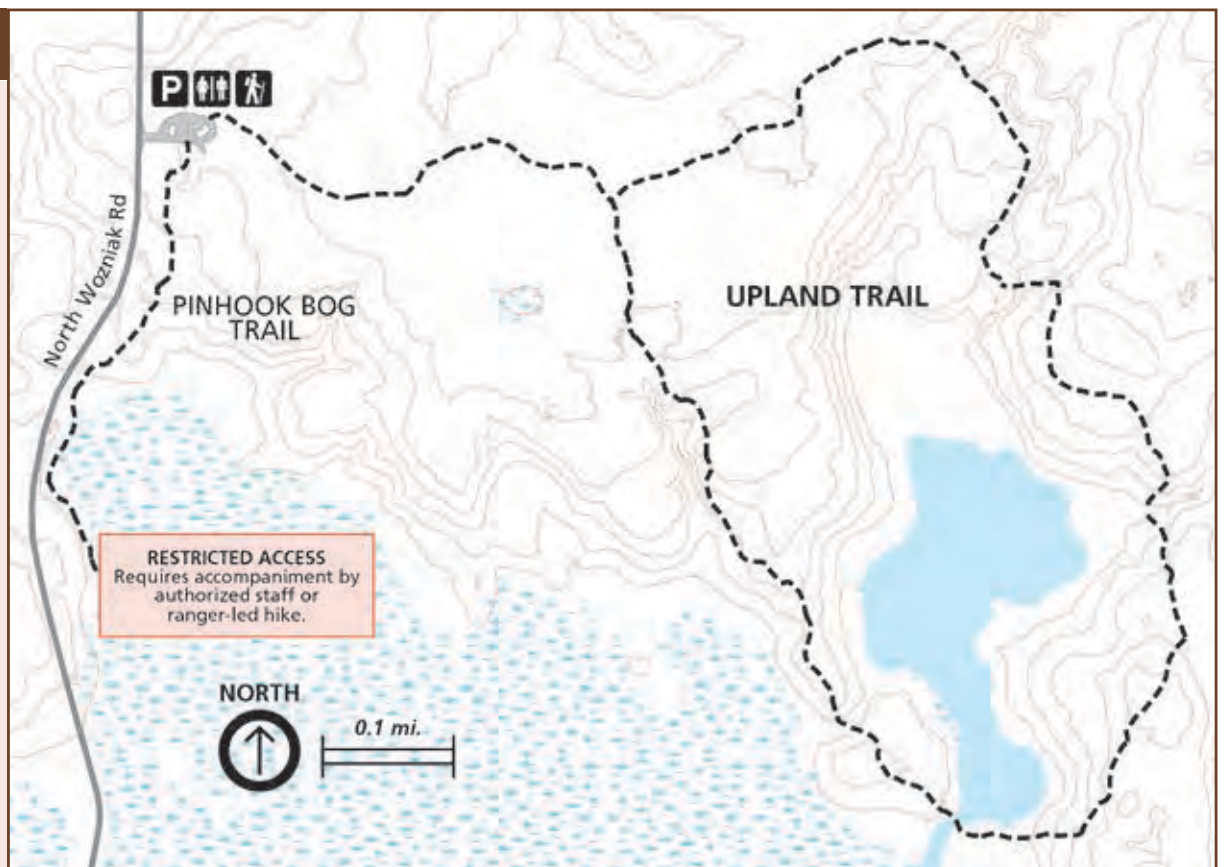 P
North Wozniak Rd
PINHOOK BOG
TRAIL
UPLAND TRAIL
RESTRICTED ACCESS
Requires accompaniment by
authorized staff or
ranger-led hike.
NORTH
0.1 mi.